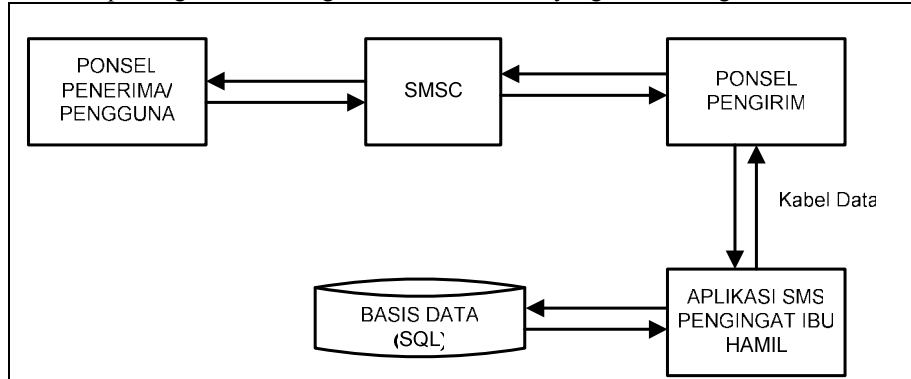 PONSEL
PENERIMA/
PENGGUNA
SMSC
PONSEL
PENGIRIM
Kabel Data
BASIS DATA
(SQL)
APLIKASI SMS
PENGINGAT IBU
HAMIL